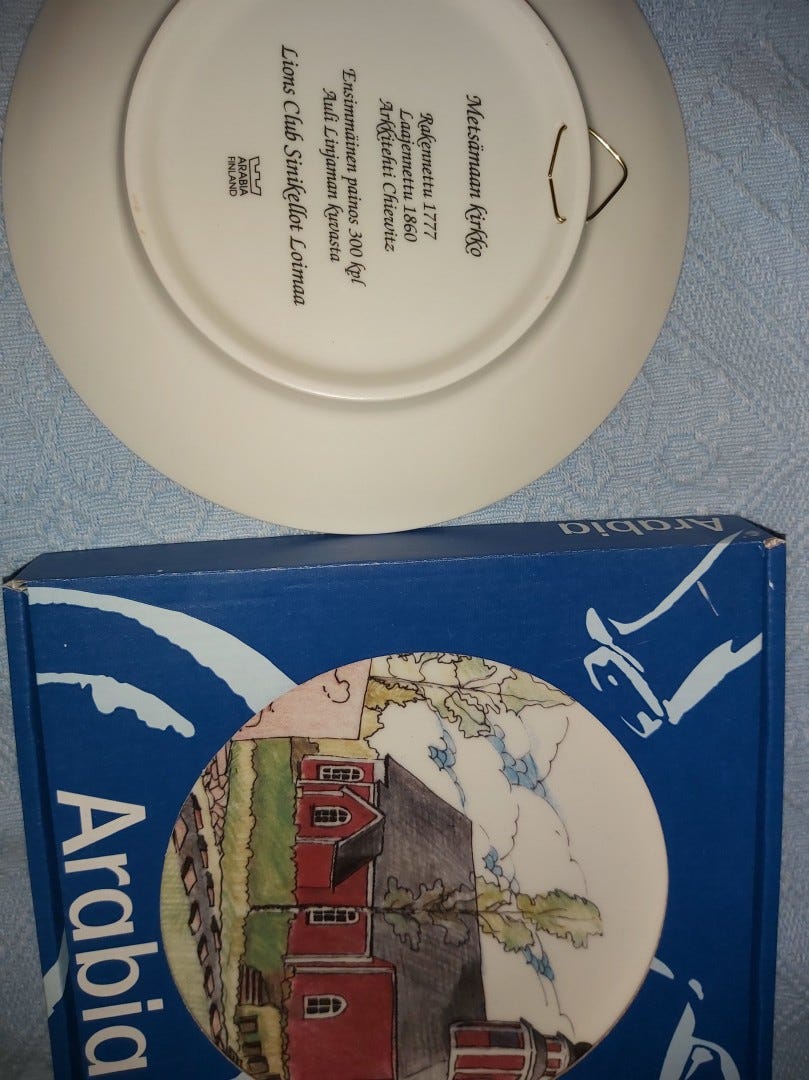 Metsämaan kirkko
Rakennettu 1777
Laajennettu 1860
Arkkitehti Chiewitz
Ensimmäinen painos 300 kpl
Auli Linjaman kuvasta
Lions Club Sinikellot Loimaa
ARABIA
FINLAND
Arabia
Arabia